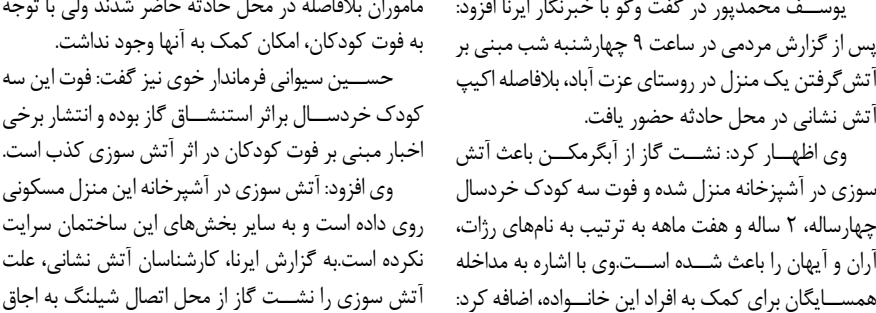 یوسف محمدپور در گفت وگو با خبرنگار ایرنا افزود:
پس از گزارش مردمی در ساعت ۹ چهارشنبه شب مبنی بر
آتش‌گرفتن یک منزل در روستای عزت آباد، بلافاصله اکیپ
آتش نشانی در محل حادثه حضور یافت.
وی اظهار کرد: نشت گاز از آبگرمکن باعث آتش
سوزی در آشپزخانه منزل شده و فوت سه کودک خردسال
چهارساله، ۲ ساله و هفت ماهه به ترتیب به نام‌های رژات،
آران و آیهان را باعث شده است.وی با اشاره به مداخله
همسایگان برای کمک به افراد این خانواده، اضافه کرد:
ماموران بلافاصله در محل حادثه حاضر شدند ولی با توجه
به فوت کودکان، امکان کمک به آنها وجود نداشت.
حسین سیوانی فرماندار خوی نیز گفت: فوت این سه
کودک خردسال براثر استنشاق گاز بوده و انتشار برخی
اخبار مبنی بر فوت کودکان در اثر آتش سوزی کذب است.
وی افزود: آتش سوزی در آشپرخانه این منزل مسکونی
روی داده است و به سایر بخش‌های این ساختمان سرایت
نکرده است.به گزارش ایرنا، کارشناسان آتش نشانی، علت
آتش سوزی را نشت گاز از محل اتصال شیلنگ به اجاق